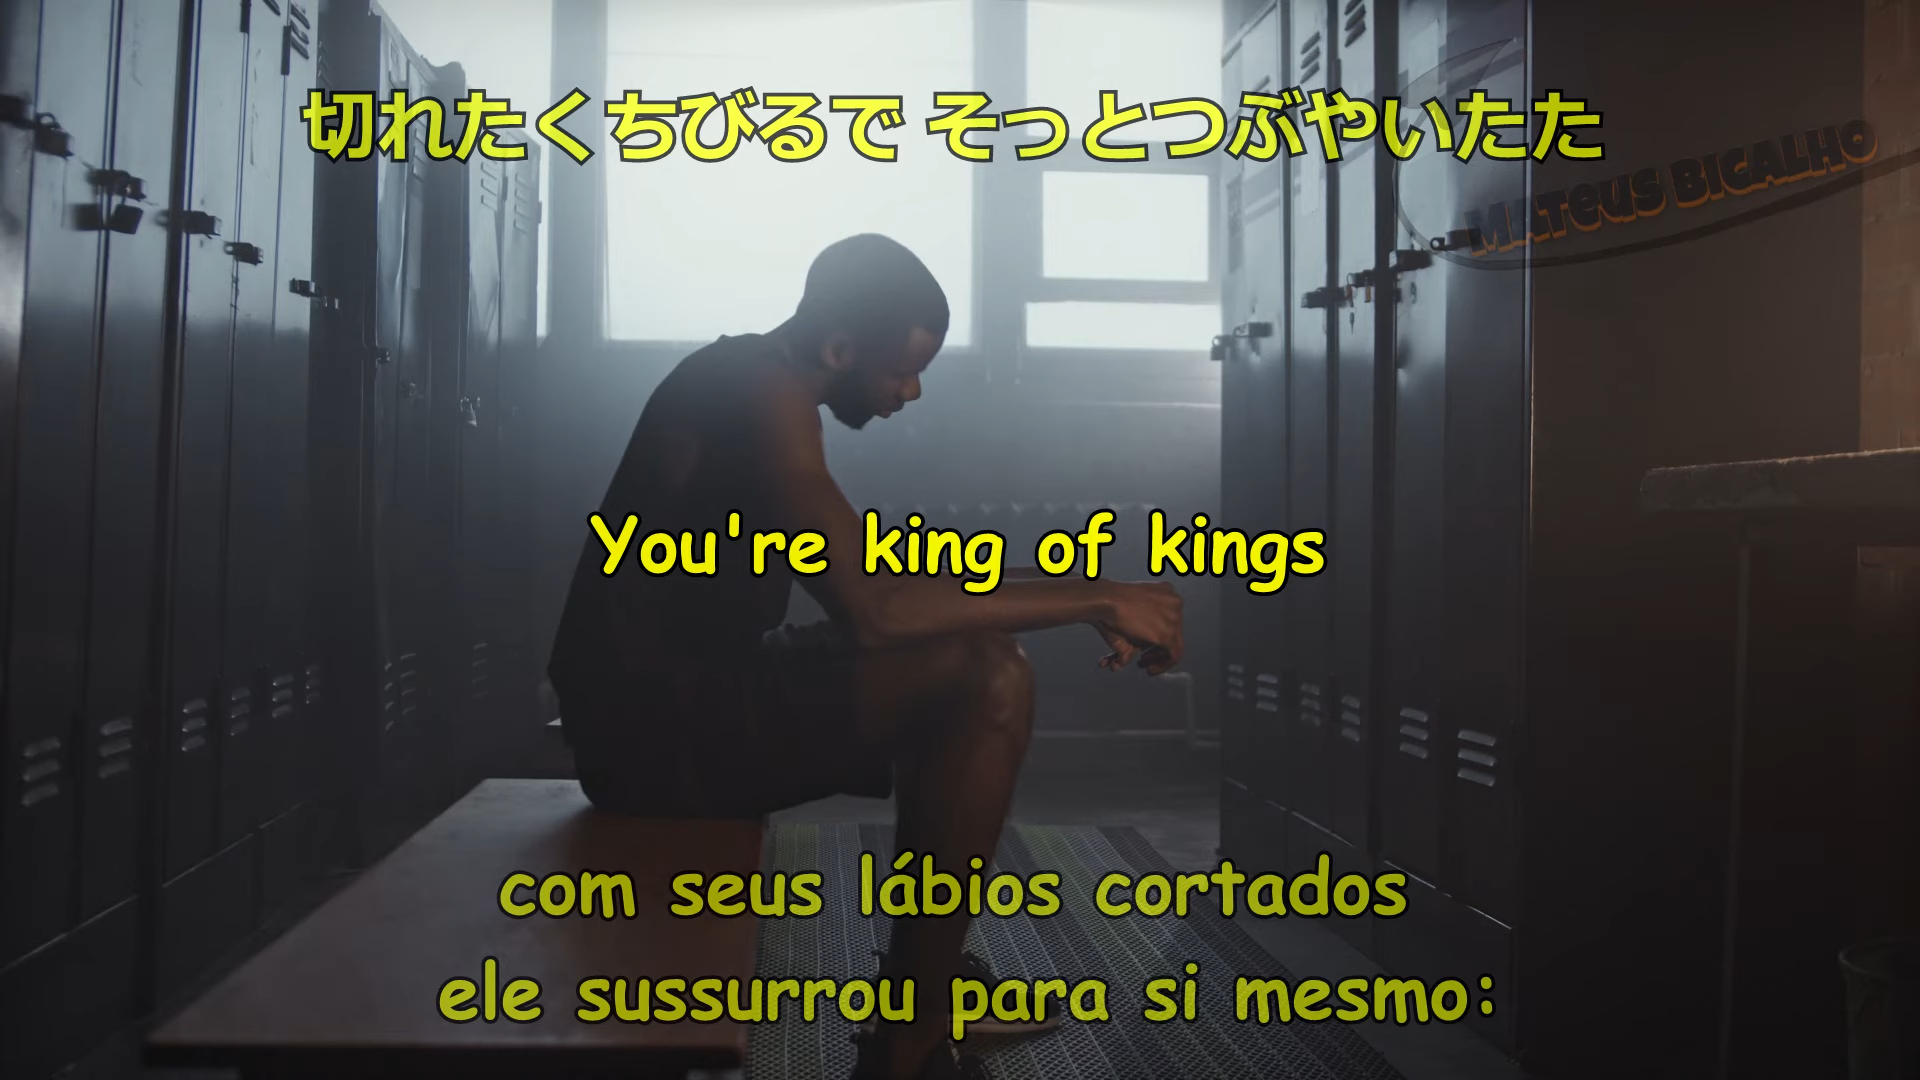 切れたくちびるで そっとつぶやいたた
MATEUS BICALHO
You're king of kings
com seus lábios cortados
ele sussurrou para si mesmo: